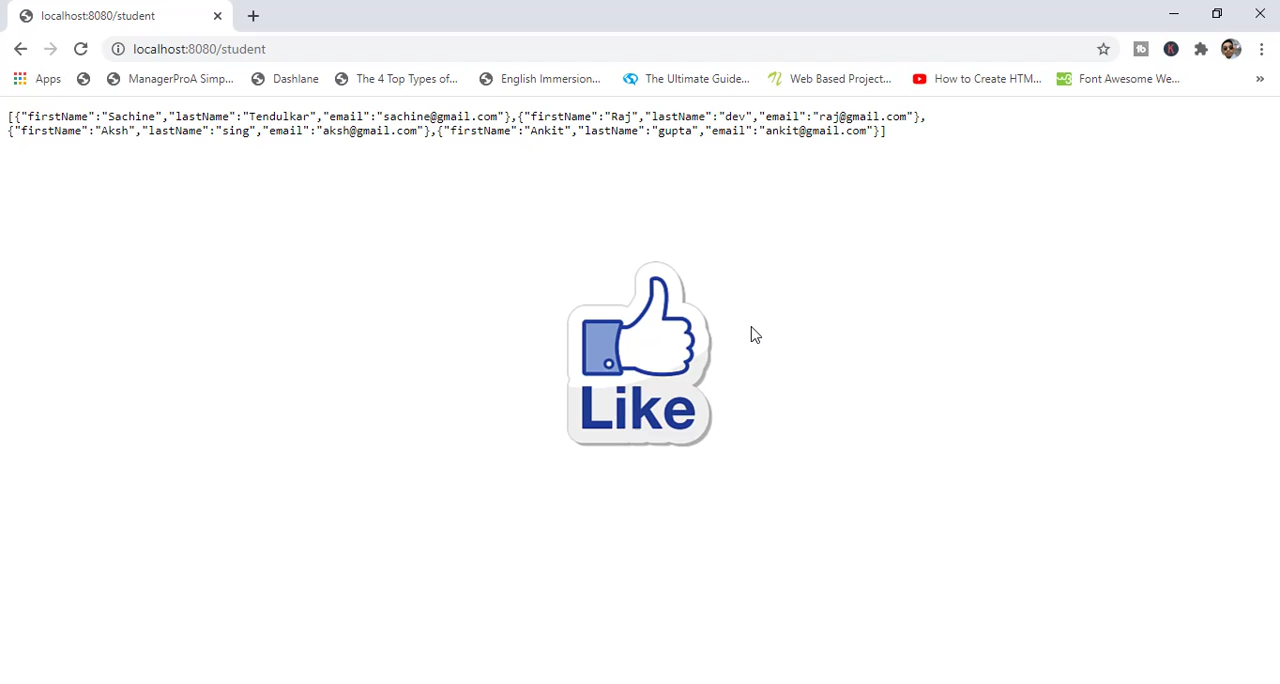 localhost:8080/student
localhost:8080/student
Apps ManagerProA Simp... Dashlane The 4 Top Types of... English Immersion... The Ultimate Guide... Web Based Project... How to Create HTM... w3 Font Awesome We... »
[{"firstName":"Sachine","lastName":"Tendulkar","email":"sachine@gmail.com"},{"firstName":"Raj","lastName":"dev","email":"raj@gmail.com"},
{"firstName":"Aksh","lastName":"sing","email":"aksh@gmail.com"},{"firstName":"Ankit","lastName":"gupta","email":"ankit@gmail.com"}]
Like